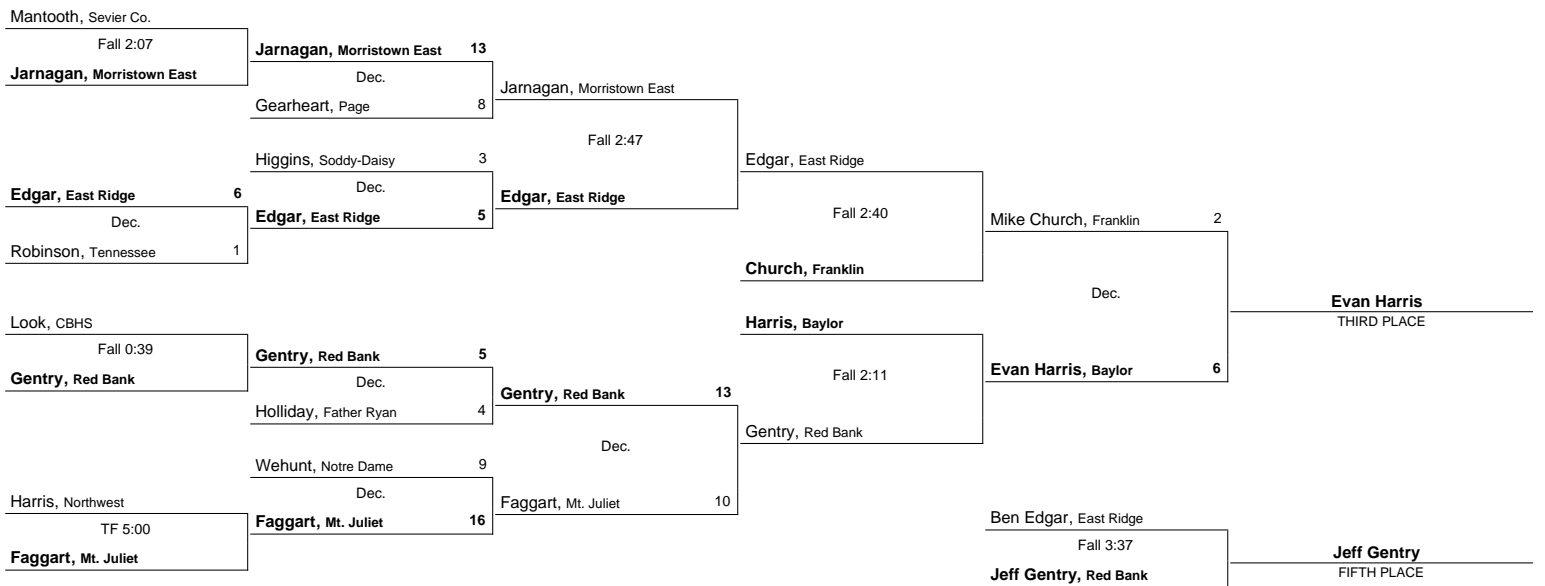 Mantooth, Sevier Co.
Fall 2:07
Jarnagan, Morristown East
Edgar, East Ridge 6
Dec.
Robinson, Tennessee 1
Look, CBHS
Fall 0:39
Gentry, Red Bank
Harris, Northwest
TF 5:00
Faggart, Mt. Juliet
Jarnagan, Morristown East 13
Dec.
Gearheart, Page 8
Higgins, Soddy-Daisy 3
Dec.
Edgar, East Ridge 5
Gentry, Red Bank 5
Dec.
Holliday, Father Ryan 4
Wehunt, Notre Dame 9
Dec.
Faggart, Mt. Juliet 16
Jarnagan, Morristown East
Fall 2:47
Edgar, East Ridge
Gentry, Red Bank 13
Dec.
Faggart, Mt. Juliet 10
Edgar, East Ridge
Fall 2:40
Church, Franklin
Harris, Baylor
Fall 2:11
Gentry, Red Bank
Mike Church, Franklin 2
Dec.
Evan Harris, Baylor 6
Evan Harris
THIRD PLACE
Ben Edgar, East Ridge
Fall 3:37
Jeff Gentry, Red Bank
Jeff Gentry
FIFTH PLACE